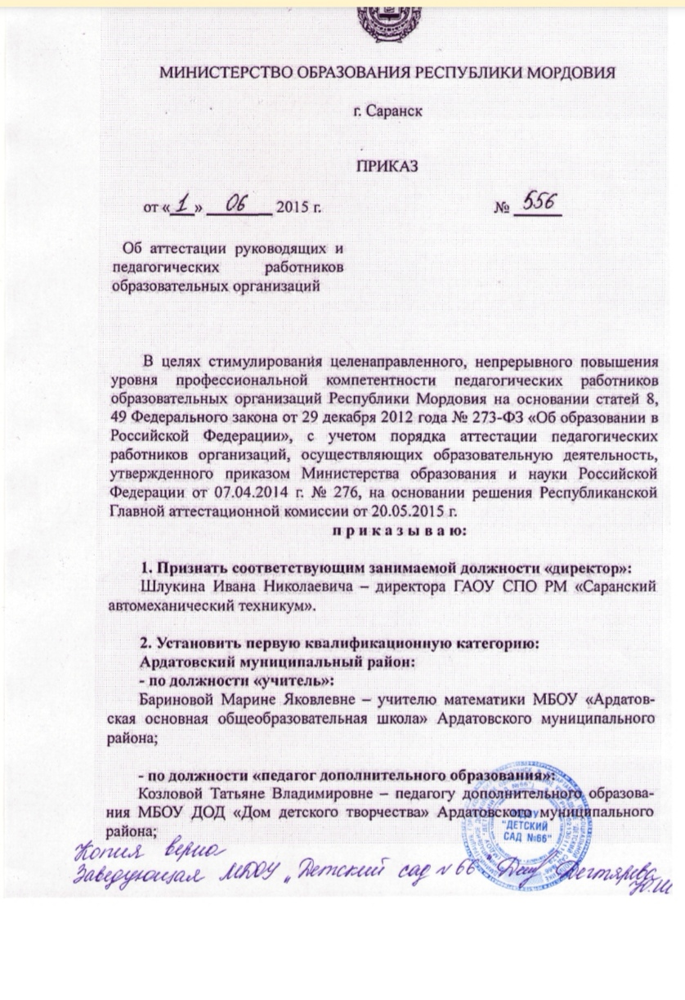 МИНИСТЕРСТВО ОБРАЗОВАНИЯ РЕСПУБЛИКИ МОРДОВИЯ
г. Саранск
ПРИКАЗ
от « 1 » 06 2015 г. № 556
Об аттестации руководящих и
педагогических работников
образовательных организаций
В целях стимулирования целенаправленного, непрерывного повышения
уровня профессиональной компетентности педагогических работников
образовательных организаций Республики Мордовия на основании статей 8,
49 Федерального закона от 29 декабря 2012 года № 273-ФЗ «Об образовании в
Российской Федерации», с учетом порядка аттестации педагогических
работников организаций, осуществляющих образовательную деятельность,
утвержденного приказом Министерства образования и науки Российской
Федерации от 07.04.2014 г. № 276, на основании решения Республиканской
Главной аттестационной комиссии от 20.05.2015 г.
п р и к а з ы в а ю:
1. Признать соответствующим занимаемой должности «директор»:
Шлукина Ивана Николаевича – директора ГАОУ СПО РМ «Саранский
автомеханический техникум».
2. Установить первую квалификационную категорию:
Ардатовский муниципальный район:
- по должности «учитель»:
Бариновой Марине Яковлевне – учителю математики МБОУ «Ардатов-
ская основная общеобразовательная школа» Ардатовского муниципального
района;
- по должности «педагог дополнительного образования»:
Козловой Татьяне Владимировне – педагогу дополнительного образова-
ния МБОУ ДОД «Дом детского творчества» Ардатовского муниципального
района;
"ДЕТСКИЙ
САД №66"
Копия верна
Заведующая МДОУ „Детский сад № 66" Дегтярева
Ю.Ш